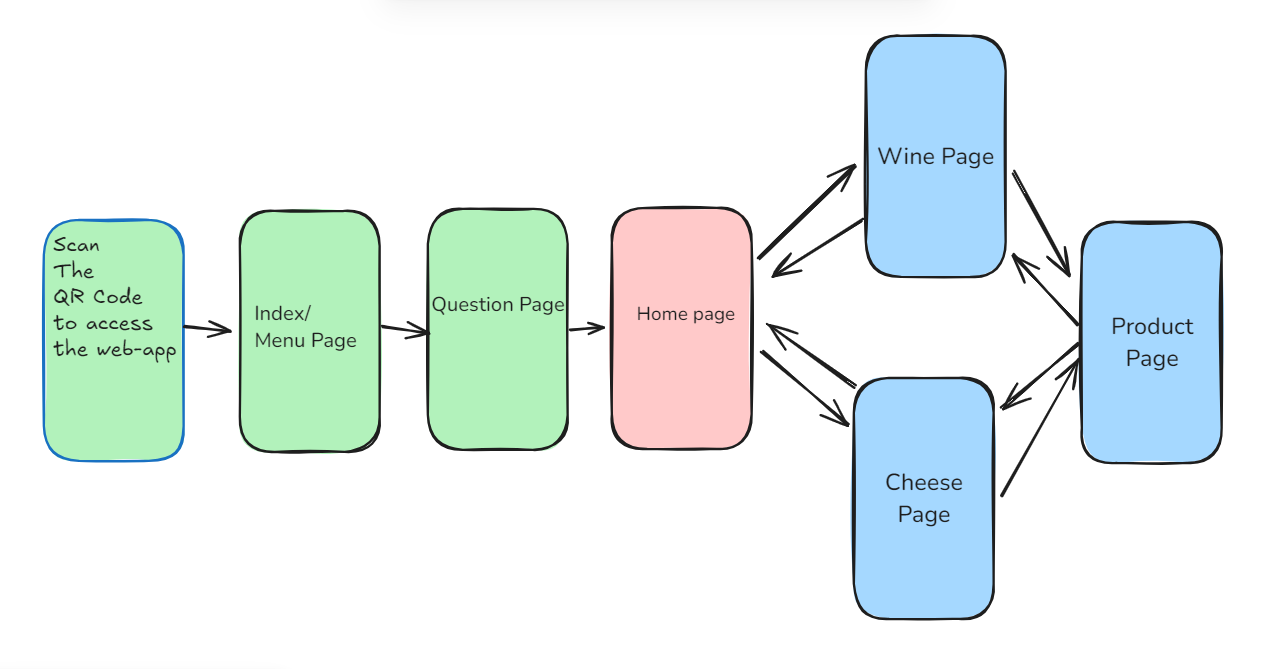 Scan
The
QR Code
to access
the web-app
Index/
Menu Page
Question Page
Home page
Wine Page
Cheese
Page
Product
Page